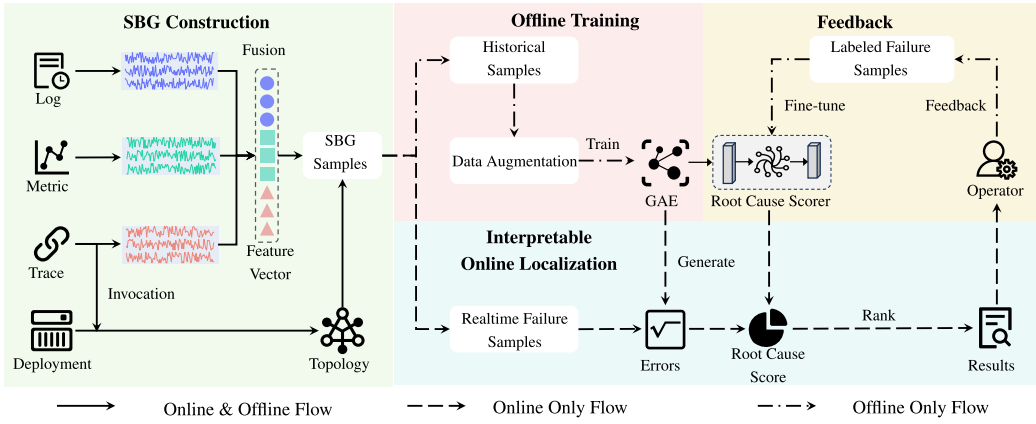 SBG Construction
Offline Training
Feedback
Log
Metric
Trace
Deployment
Invocation
Fusion
Feature
Vector
SBG
Samples
Topology
Historical
Samples
Data Augmentation
Train
GAE
Labeled Failure
Samples
Fine-tune
Feedback
Root Cause Scorer
Operator
Interpretable
Online Localization
Generate
Realtime Failure
Samples
Errors
Root Cause
Score
Rank
Results
Online & Offline Flow
Online Only Flow
Offline Only Flow